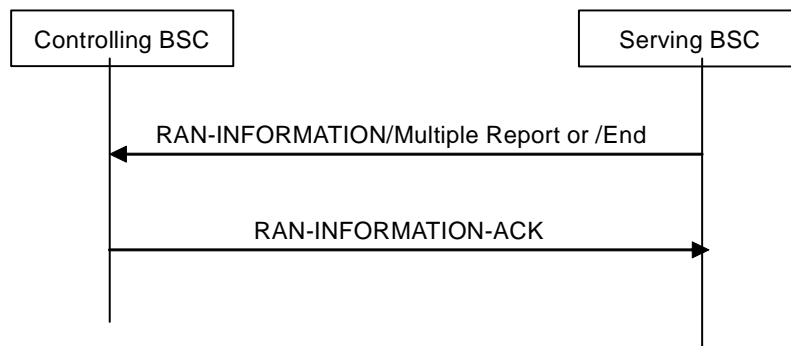 Controlling BSC
Serving BSC
RAN-INFORMATION/Multiple Report or /End
RAN-INFORMATION-ACK